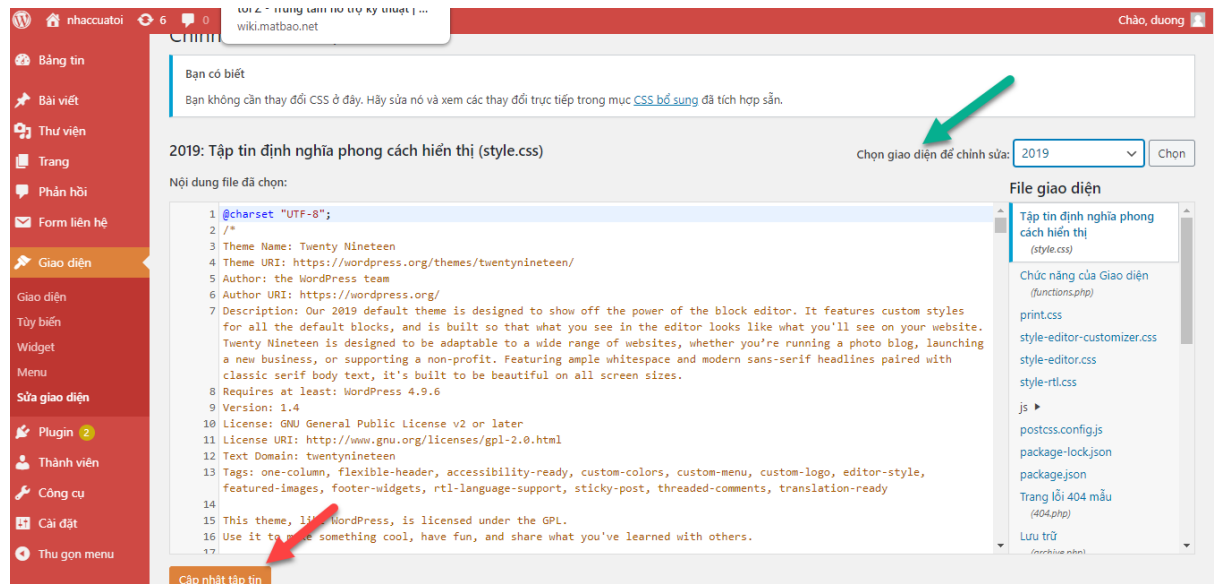 nhaccuatoi
6
0
tôi 2 - Trung tâm hỗ trợ kỹ thuật | ...
wiki.matbao.net
Chào, duong
Bảng tin
Bài viết
Thư viện
Trang
Phản hồi
Form liên hệ
Giao diện
Giao diện
Tùy biến
Widget
Menu
Sửa giao diện
Plugin 2
Thành viên
Công cụ
Cài đặt
Thu gọn menu
Chỉnh
Bạn có biết
Bạn không cần thay đổi CSS ở đây. Hãy sửa nó và xem các thay đổi trực tiếp trong mục CSS bổ sung đã tích hợp sẵn.
2019: Tập tin định nghĩa phong cách hiển thị (style.css)
Chọn giao diện để chỉnh sửa: 2019 Chọn
Nội dung file đã chọn:
1 @charset "UTF-8";
2 /*
3 Theme Name: Twenty Nineteen
4 Theme URI: https://wordpress.org/themes/twentynineteen/
5 Author: the WordPress team
6 Author URI: https://wordpress.org/
7 Description: Our 2019 default theme is designed to show off the power of the block editor. It features custom styles
for all the default blocks, and is built so that what you see in the editor looks like what you'll see on your website.
Twenty Nineteen is designed to be adaptable to a wide range of websites, whether you’re running a photo blog, launching
a new business, or supporting a non-profit. Featuring ample whitespace and modern sans-serif headlines paired with
classic serif body text, it's built to be beautiful on all screen sizes.
8 Requires at least: WordPress 4.9.6
9 Version: 1.4
10 License: GNU General Public License v2 or later
11 License URI: http://www.gnu.org/licenses/gpl-2.0.html
12 Text Domain: twentynineteen
13 Tags: one-column, flexible-header, accessibility-ready, custom-colors, custom-menu, custom-logo, editor-style,
featured-images, footer-widgets, rtl-language-support, sticky-post, threaded-comments, translation-ready
14
15 This theme, like WordPress, is licensed under the GPL.
16 Use it to make something cool, have fun, and share what you've learned with others.
17
Cập nhật tập tin
File giao diện
Tập tin định nghĩa phong
cách hiển thị
(style.css)
Chức năng của Giao diện
(functions.php)
print.css
style-editor-customizer.css
style-editor.css
style-rtl.css
js
postcss.config.js
package-lock.json
package.json
Trang lỗi 404 mẫu
(404.php)
Lưu trữ
(archive.php)